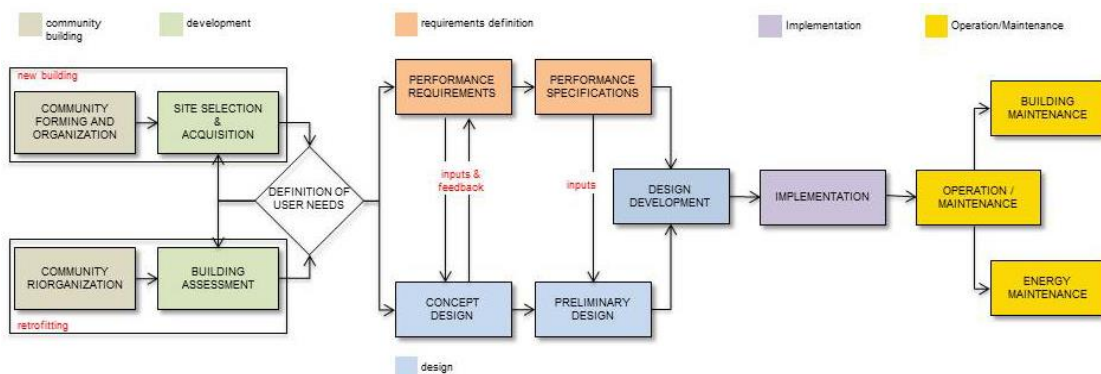 community
building
development
requirements definition
Implementation
Operation/Maintenance
new building
COMMUNITY
FORMING AND
ORGANIZATION
SITE SELECTION
&
ACQUISITION
PERFORMANCE
REQUIREMENTS
PERFORMANCE
SPECIFICATIONS
BUILDING
MAINTENANCE
DEFINITION OF
USER NEEDS
inputs &
feedback
inputs
DESIGN
DEVELOPMENT
IMPLEMENTATION
OPERATION /
MAINTENANCE
COMMUNITY
RIORGANIZATION
BUILDING
ASSESSMENT
CONCEPT
DESIGN
PRELIMINARY
DESIGN
ENERGY
MAINTENANCE
retrofitting
design